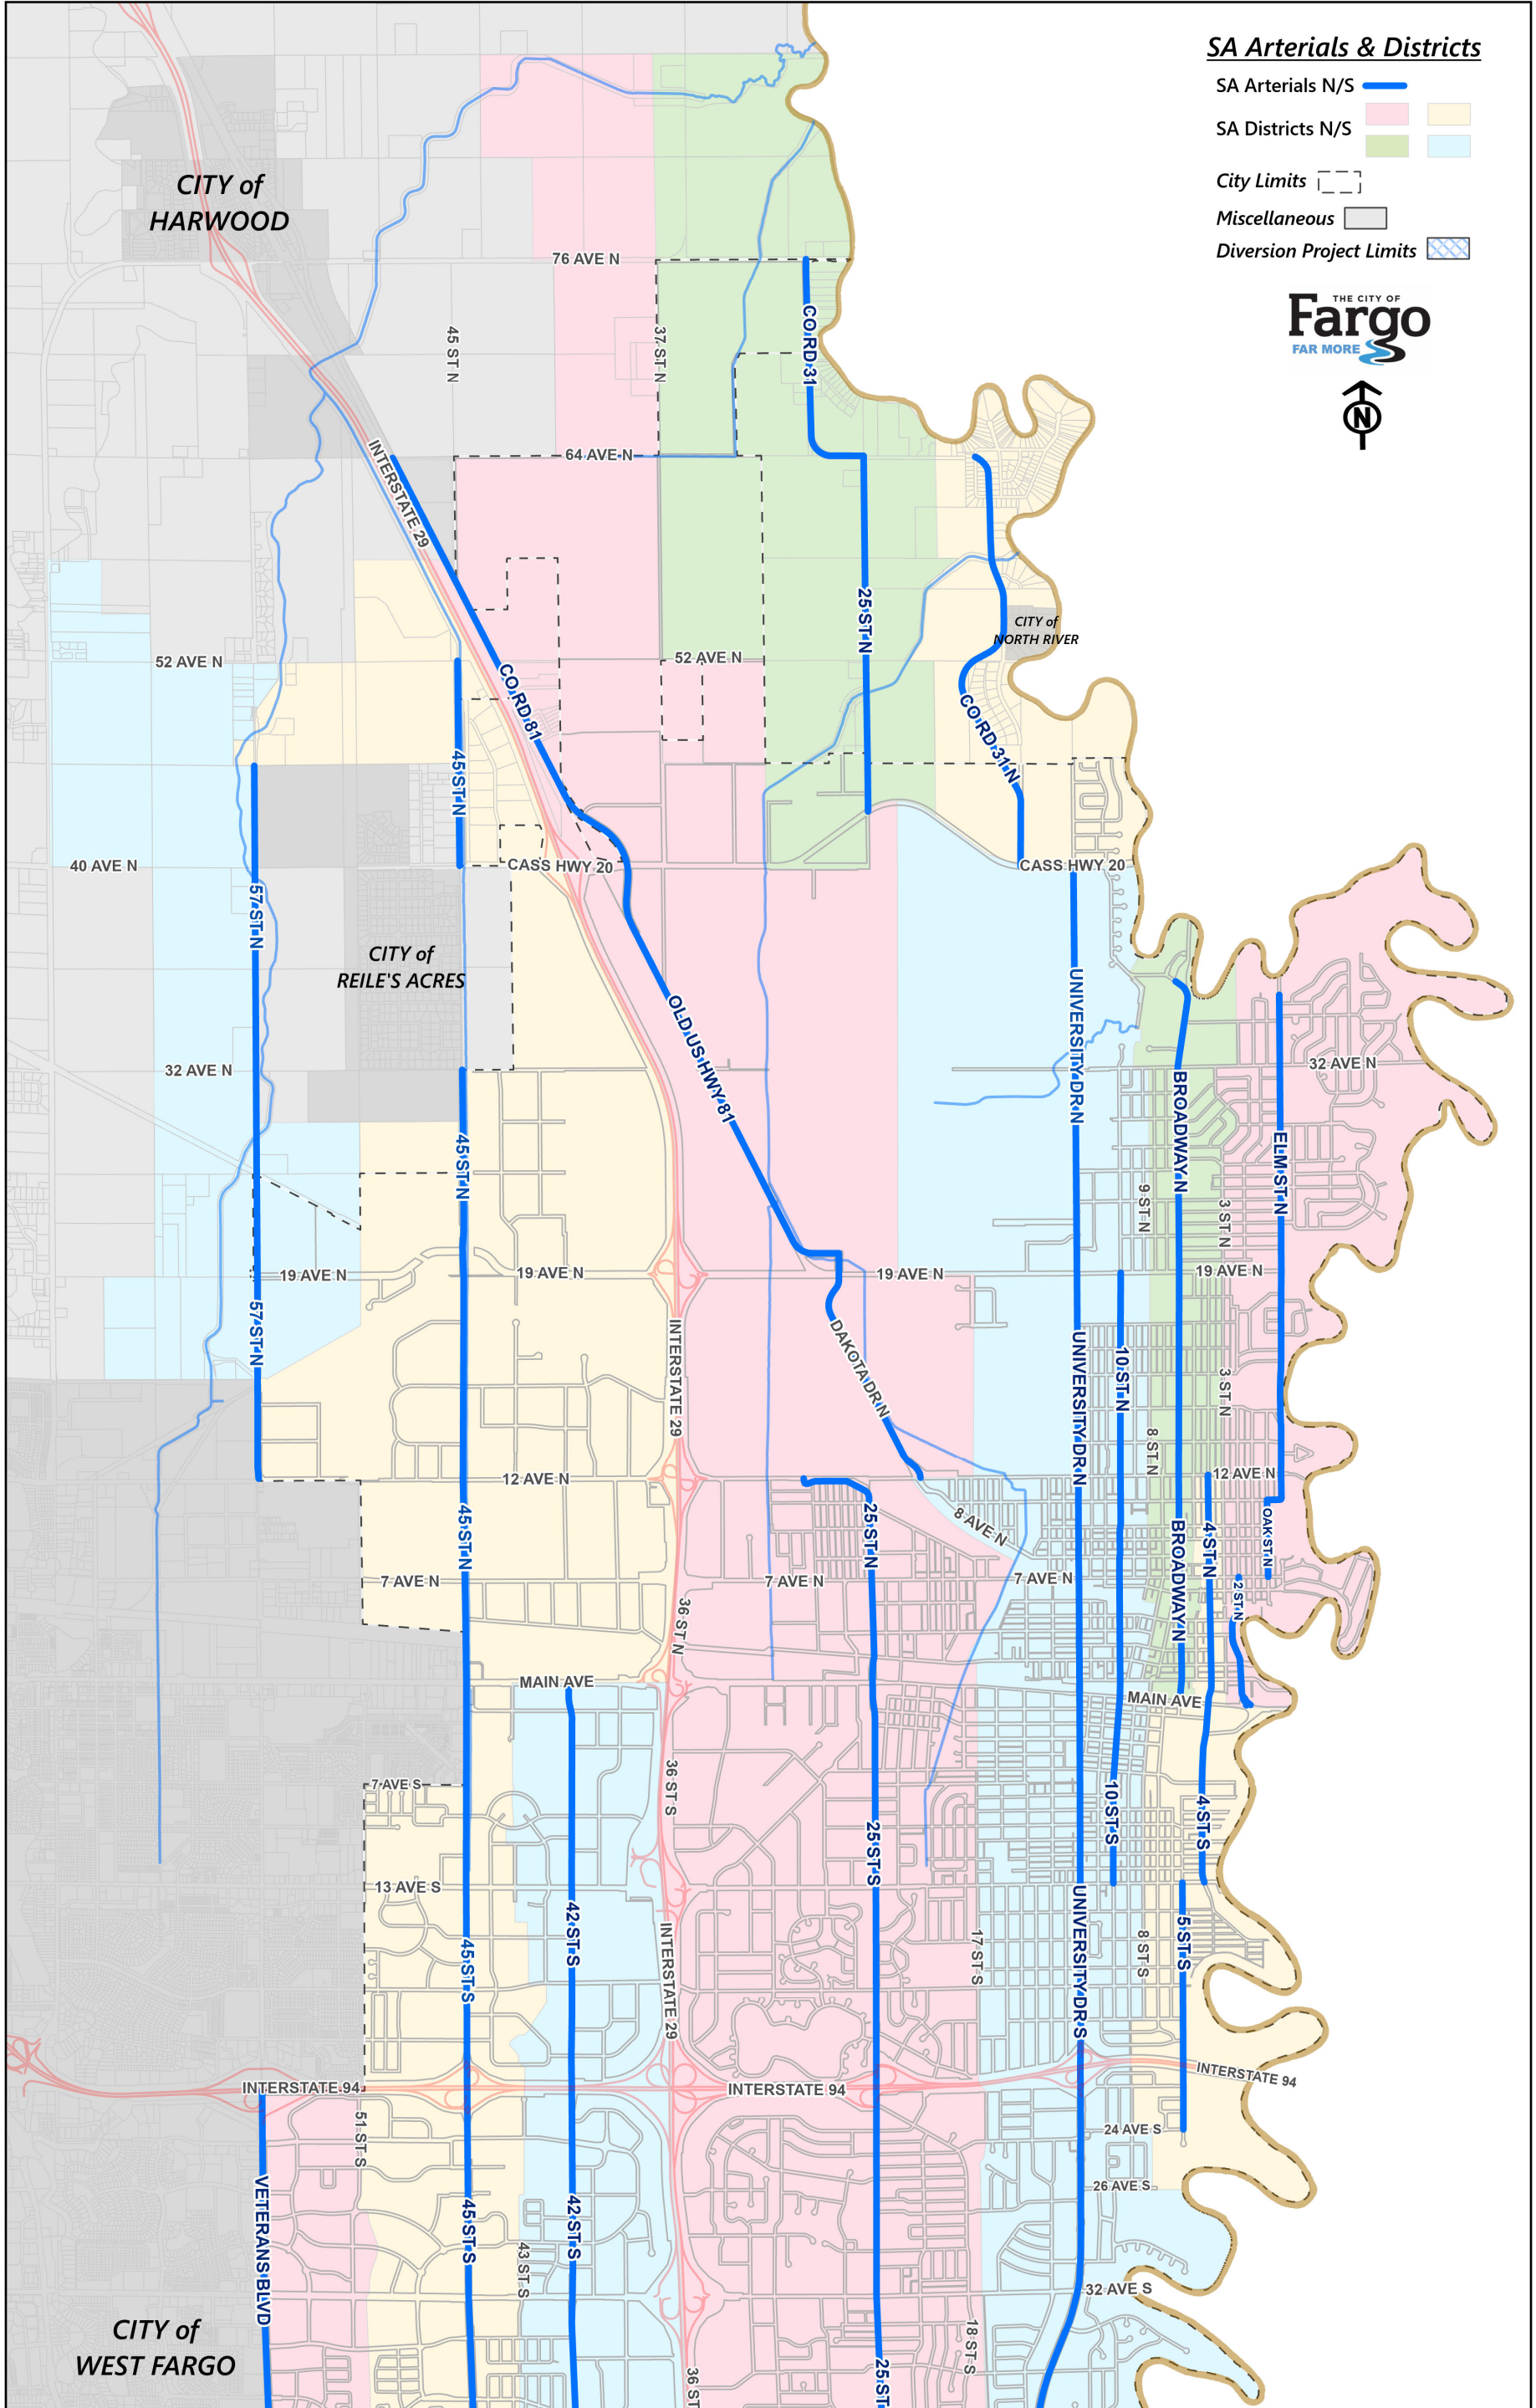 SA Arterials & Districts
SA Arterials N/S
SA Districts N/S
City Limits
Miscellaneous
Diversion Project Limits
THE CITY OF
Fargo
FAR MORE
N
CITY of
HARWOOD
76 AVE N
45 ST N
37 ST N
CO RD 31
INTERSTATE 29
64 AVE N
25 ST N
CITY of
NORTH RIVER
52 AVE N
52 AVE N
CO RD 81
CO RD 31 N
45 ST N
40 AVE N
CASS HWY 20
CASS HWY 20
57 ST N
CITY of
REILE'S ACRES
OLD US HWY 81
UNIVERSITY DR N
32 AVE N
32 AVE N
BROADWAY N
ELM ST N
45 ST N
9 ST N
3 ST N
19 AVE N
19 AVE N
19 AVE N
19 AVE N
57 ST N
INTERSTATE 29
DAKOTA DR N
UNIVERSITY DR N
10 ST N
3 ST N
8 ST N
12 AVE N
12 AVE N
45 ST N
25 ST N
8 AVE N
BROADWAY N
4 ST N
OAK ST N
7 AVE N
7 AVE N
7 AVE N
2 ST N
36 ST N
MAIN AVE
MAIN AVE
7 AVE S
36 ST S
10 ST S
4 ST S
25 ST S
13 AVE S
42 ST S
45 ST S
INTERSTATE 29
17 ST S
UNIVERSITY DR S
8 ST S
5 ST S
INTERSTATE 94
INTERSTATE 94
INTERSTATE 94
51 ST S
24 AVE S
26 AVE S
VETERANS BLVD
45 ST S
42 ST S
43 ST S
32 AVE S
18 ST S
CITY of
WEST FARGO
36 ST
25 ST